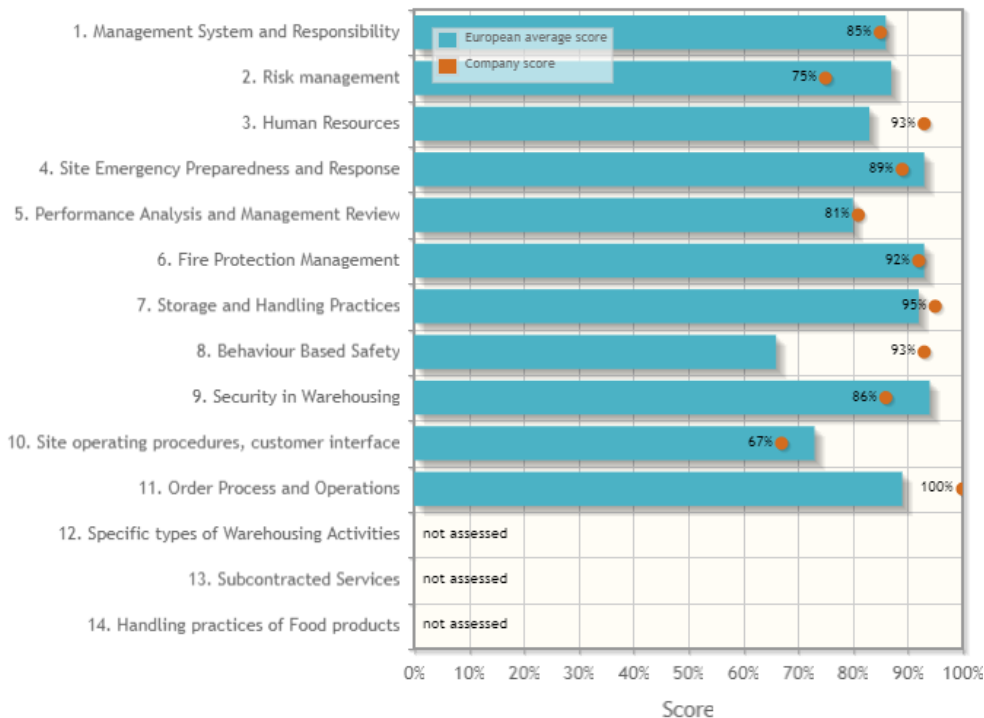 1. Management System and Responsibility
85%
European average score
Company score
2. Risk management
75%
3. Human Resources
93%
4. Site Emergency Preparedness and Response
89%
5. Performance Analysis and Management Review
81%
6. Fire Protection Management
92%
7. Storage and Handling Practices
95%
8. Behaviour Based Safety
93%
9. Security in Warehousing
86%
10. Site operating procedures, customer interface
67%
11. Order Process and Operations
100%
12. Specific types of Warehousing Activities
not assessed
13. Subcontracted Services
not assessed
14. Handling practices of Food products
not assessed
0% 10% 20% 30% 40% 50% 60% 70% 80% 90% 100%
Score